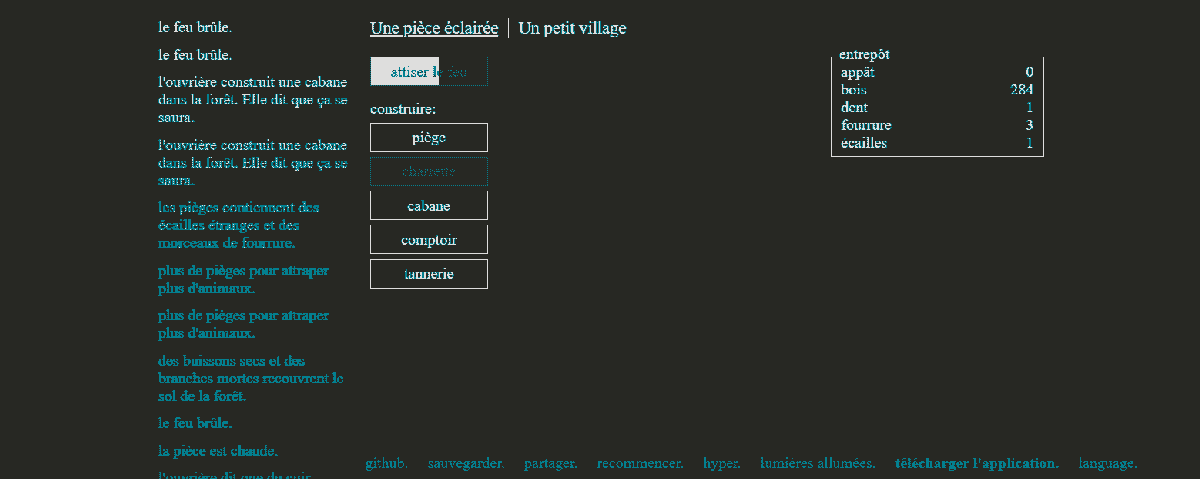 le feu brûle.
le feu brûle.
l'ouvrière construit une cabane
dans la forêt. Elle dit que ça se
saura.
l'ouvrière construit une cabane
dans la forêt. Elle dit que ça se
saura.
les pièges contiennent des
écailles étranges et des
morceaux de fourrure.
plus de pièges pour attraper
plus d'animaux.
plus de pièges pour attraper
plus d'animaux.
des buissons secs et des
branches mortes recouvrent le
sol de la forêt.
le feu brûle.
la pièce est chaude.
l'ouvrière dit que du cuir
Une pièce éclairée | Un petit village
attiser le feu
construire:
piège
charrette
cabane
comptoir
tannerie
entrepôt
appât 0
bois 284
dent 1
fourrure 3
écailles 1
github. sauvegarder. partager. recommencer. hyper. lumières allumées. télécharger l'application. language.